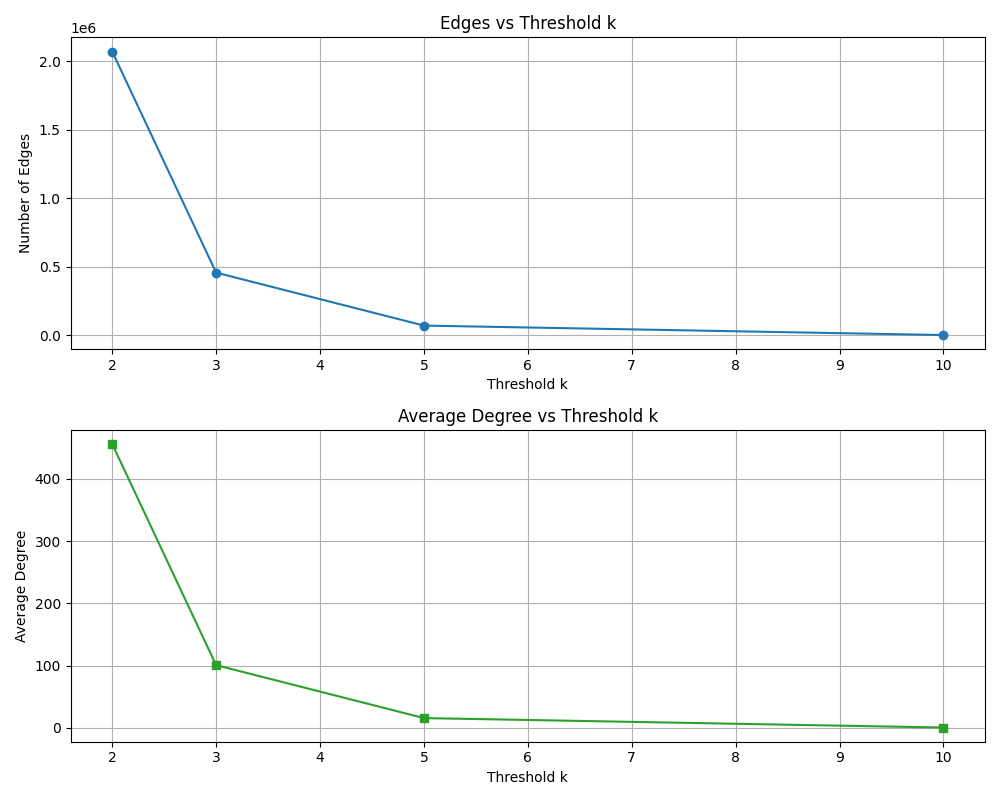 Edges vs Threshold k
1e6
2.0
1.5
1.0
0.5
0.0
Number of Edges
2 3 4 5 6 7 8 9 10
Threshold k
Average Degree vs Threshold k
400
300
200
100
0
Average Degree
2 3 4 5 6 7 8 9 10
Threshold k